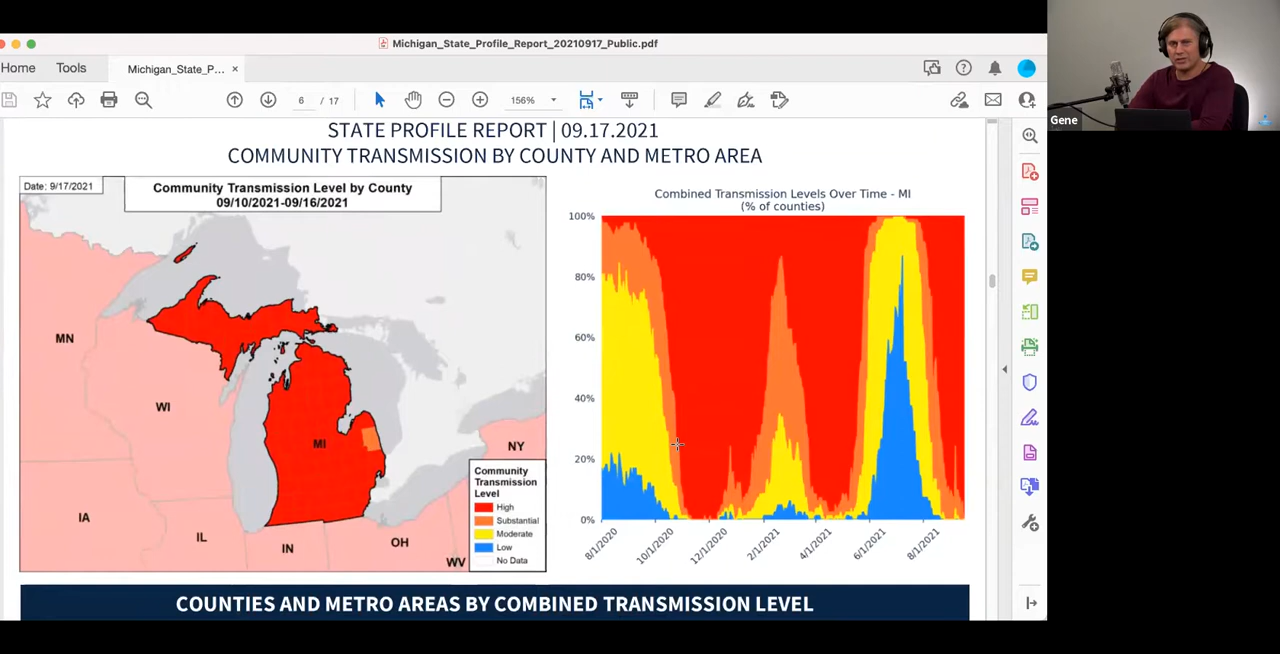 Michigan_State_Profile_Report_20210917_Public.pdf
Home Tools Michigan_State_P... ×
6 / 17 156%
Gene
STATE PROFILE REPORT | 09.17.2021
COMMUNITY TRANSMISSION BY COUNTY AND METRO AREA
Date: 9/17/2021
Community Transmission Level by County
09/10/2021-09/16/2021
MN
WI
MI
NY
IA
IL
IN
OH
WV
Community
Transmission
Level
High
Substantial
Moderate
Low
No Data
Combined Transmission Levels Over Time - MI
(% of counties)
100%
80%
60%
40%
20%
0%
8/1/2020
10/1/2020
12/1/2020
2/1/2021
4/1/2021
6/1/2021
8/1/2021
COUNTIES AND METRO AREAS BY COMBINED TRANSMISSION LEVEL